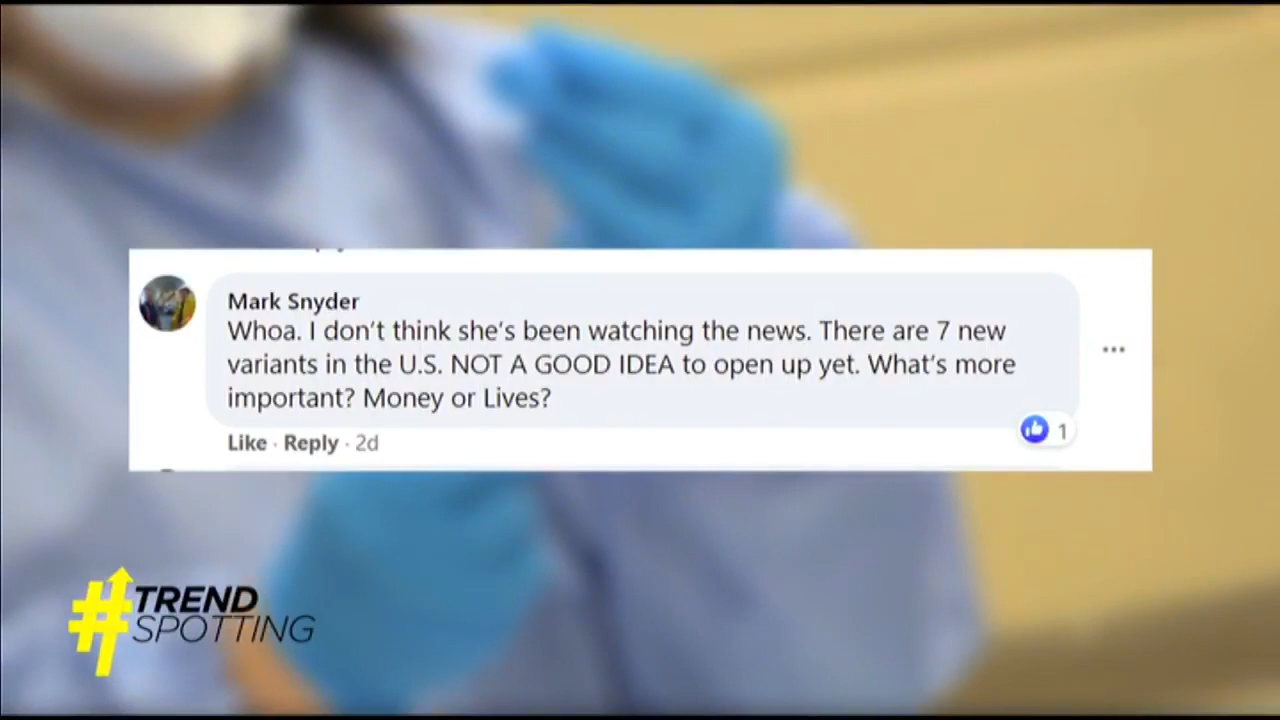 Mark Snyder
Whoa. I don't think she's been watching the news. There are 7 new
variants in the U.S. NOT A GOOD IDEA to open up yet. What's more
important? Money or Lives?
Like · Reply · 2d
1
#TREND
SPOTTING